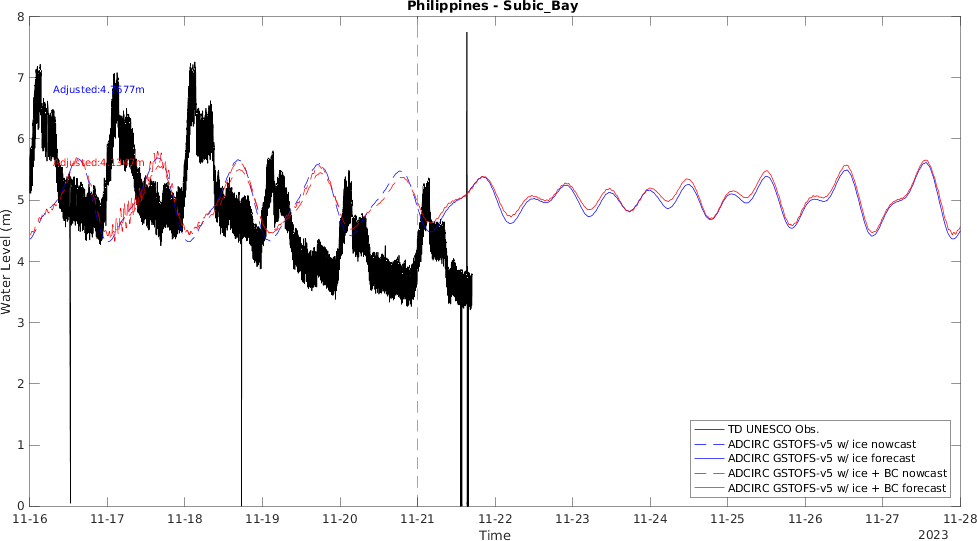 Philippines - Subic_Bay
8
7
6
5
4
3
2
1
0
Water Level (m)
Adjusted:
TD UNESCO Obs.
ADCIRC GSTOFS-v5 w/ ice nowcast
ADCIRC GSTOFS-v5 w/ ice forecast
ADCIRC GSTOFS-v5 w/ ice + BC nowcast
ADCIRC GSTOFS-v5 w/ ice + BC forecast
11-16 11-17 11-18 11-19 11-20 11-21 11-22 11-23 11-24 11-25 11-26 11-27 11-28
Time
2023